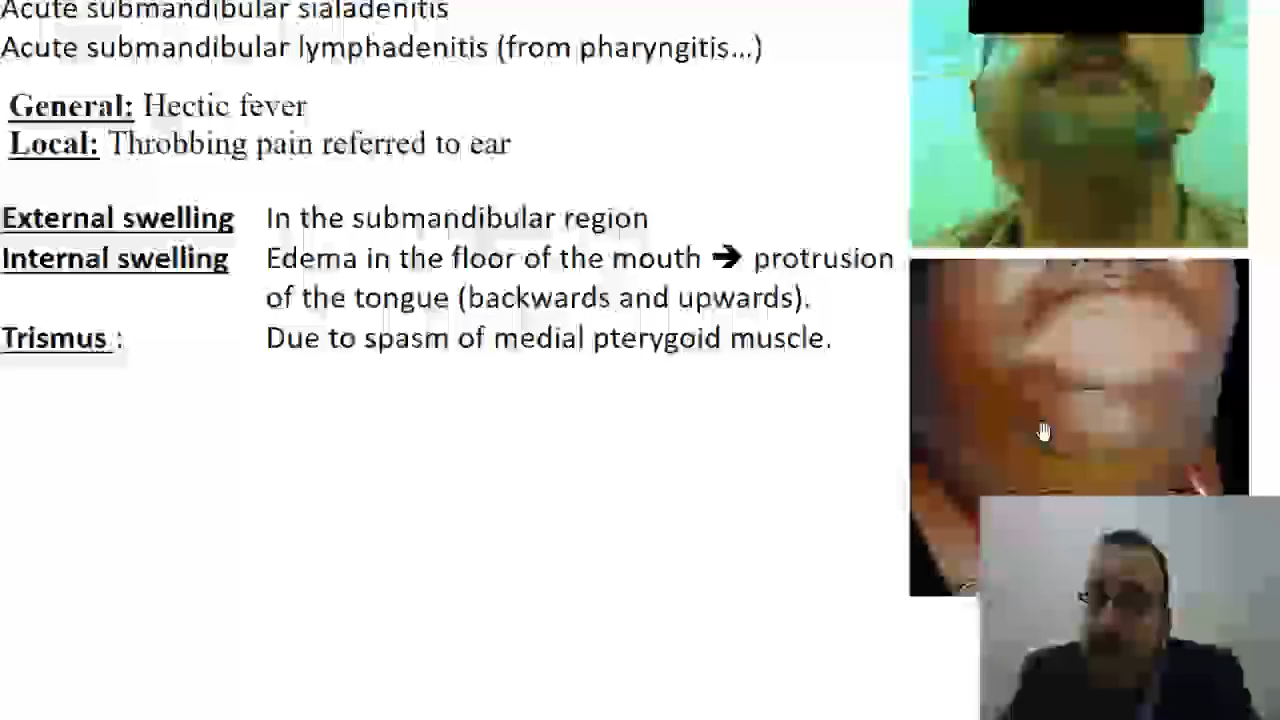 Acute submandibular sialadenitis
Acute submandibular lymphadenitis (from pharyngitis...)
General: Hectic fever
Local: Throbbing pain referred to ear
External swelling In the submandibular region
Internal swelling Edema in the floor of the mouth ➔ protrusion
of the tongue (backwards and upwards).
Trismus : Due to spasm of medial pterygoid muscle.